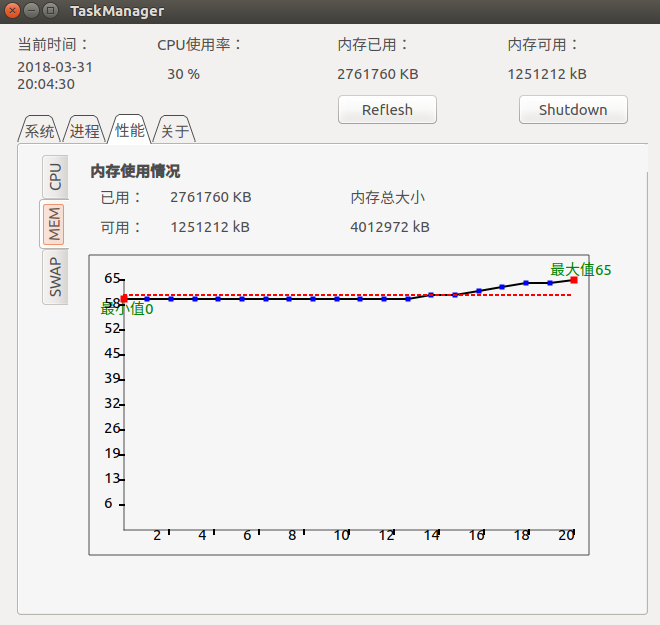 TaskManager
当前时间：
CPU使用率：
内存已用：
内存可用：
2018-03-31
20:04:30
30 %
2761760 KB
1251212 kB
Reflesh
Shutdown
系统
进程
性能
关于
CPU
MEM
SWAP
内存使用情况
已用：
2761760 KB
内存总大小
可用：
1251212 kB
4012972 kB
最大值65
65
58
最小值0
52
45
39
32
26
19
13
6
2
4
6
8
10
12
14
16
18
20